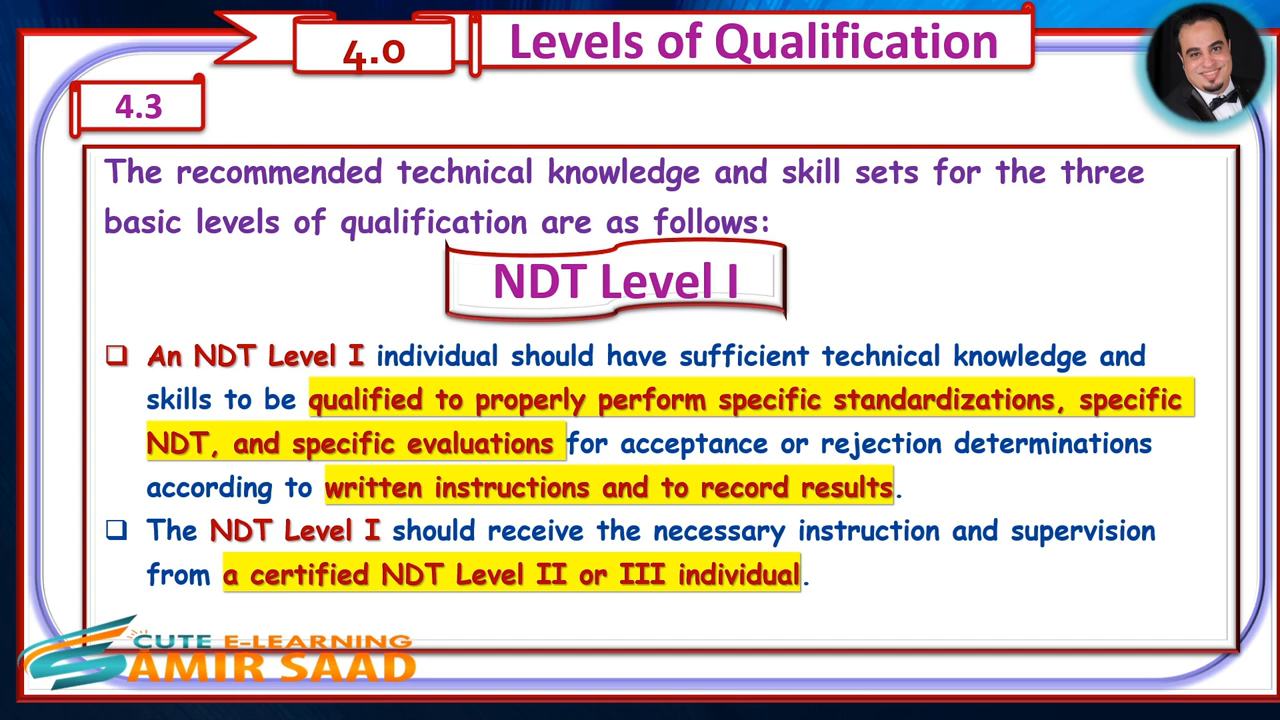 4.0
Levels of Qualification
4.3
The recommended technical knowledge and skill sets for the three
basic levels of qualification are as follows:
NDT Level I
An NDT Level I individual should have sufficient technical knowledge and
skills to be qualified to properly perform specific standardizations, specific
NDT, and specific evaluations for acceptance or rejection determinations
according to written instructions and to record results.
The NDT Level I should receive the necessary instruction and supervision
from a certified NDT Level II or III individual.
CUTE E-LEARNING
SAMIR SAAD